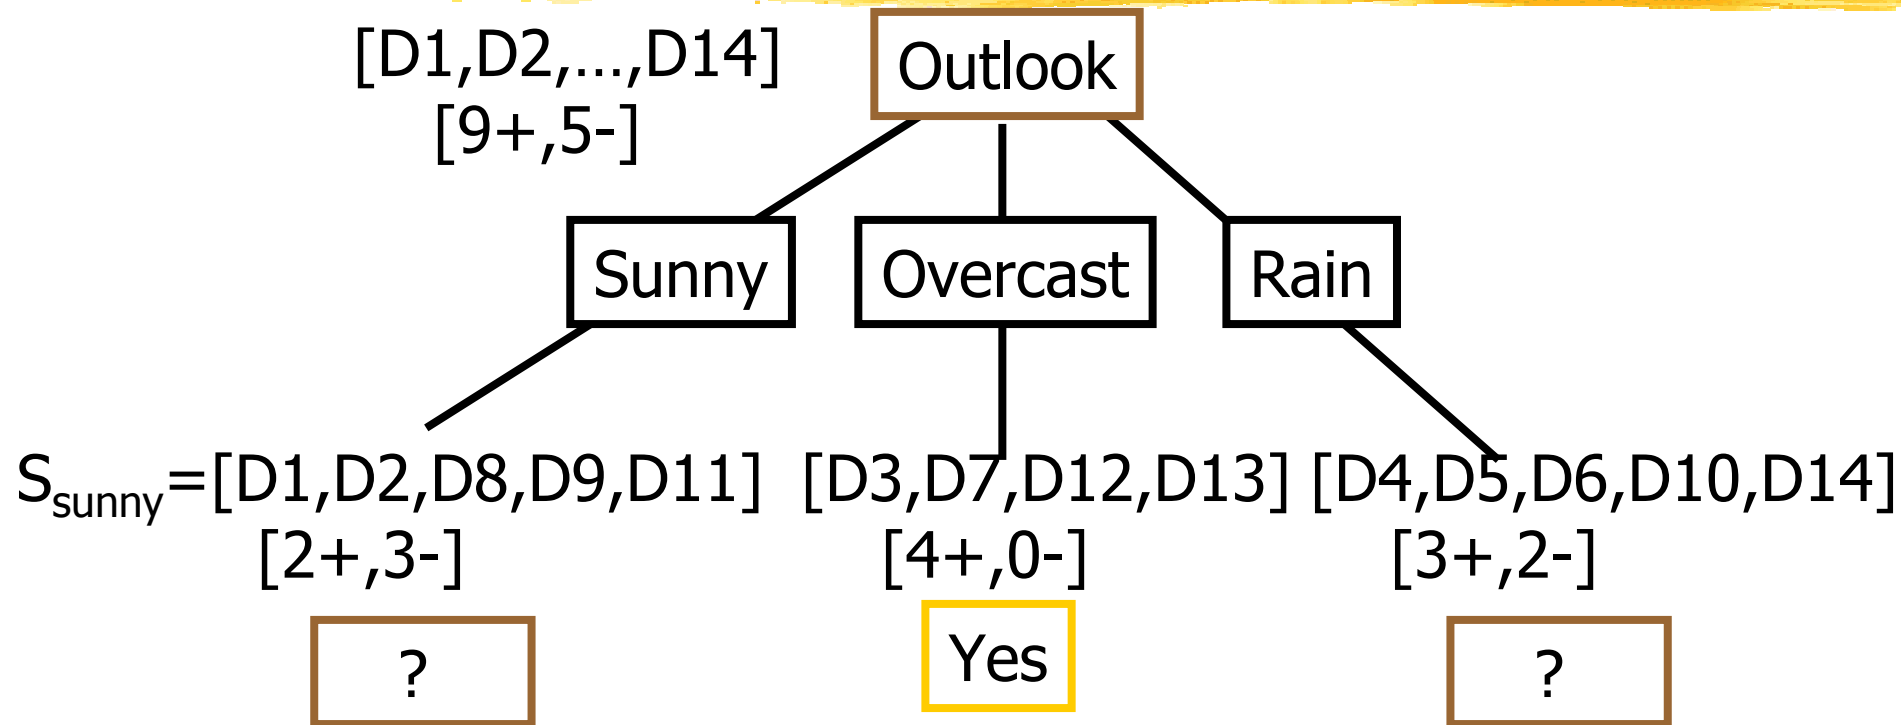 [D1,D2,…,D14]
[9+,5-]
Outlook
Sunny
Overcast
Rain
Ssunny=[D1,D2,D8,D9,D11]
[2+,3-]
[D3,D7,D12,D13]
[4+,0-]
[D4,D5,D6,D10,D14]
[3+,2-]
?
Yes
?